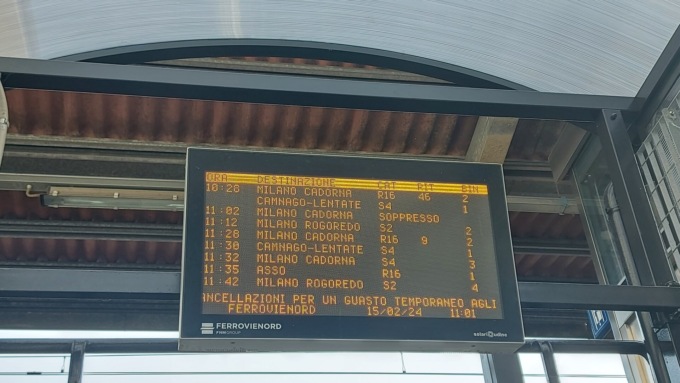 ORA DESTINAZIONE CAT RIT BIN
10:26 MILANO CADORNA R16 46 2
CAMNAGO-LENTATE S4 1
11:02 MILANO CADORNA SOPPRESSO
11:12 MILANO ROGOREDO S2 2
11:28 MILANO CADORNA R16 9 2
11:30 CAMNAGO-LENTATE S4 1
11:32 MILANO CADORNA S4 3
11:35 ASSO R16 1
11:42 MILANO ROGOREDO S2 4
ANCELLAZIONI PER UN GUASTO TEMPORANEO AGLI
FERROVIENORD 15/02/24 11:01
FERROVIENORD